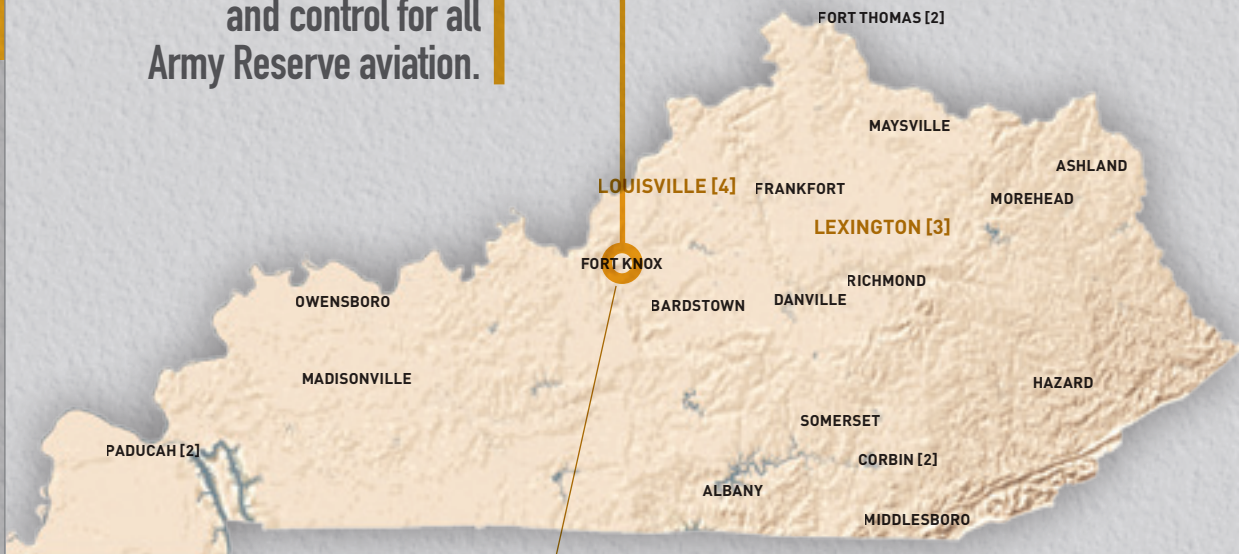 and control for all
Army Reserve aviation.
FORT THOMAS [2]
MAYSVILLE
ASHLAND
LOUISVILLE [4]
FRANKFORT
MOREHEAD
LEXINGTON [3]
FORT KNOX
RICHMOND
OWENSBORO
BARDSTOWN
DANVILLE
MADISONVILLE
HAZARD
SOMERSET
PADUCAH [2]
CORBIN [2]
ALBANY
MIDDLESBORO